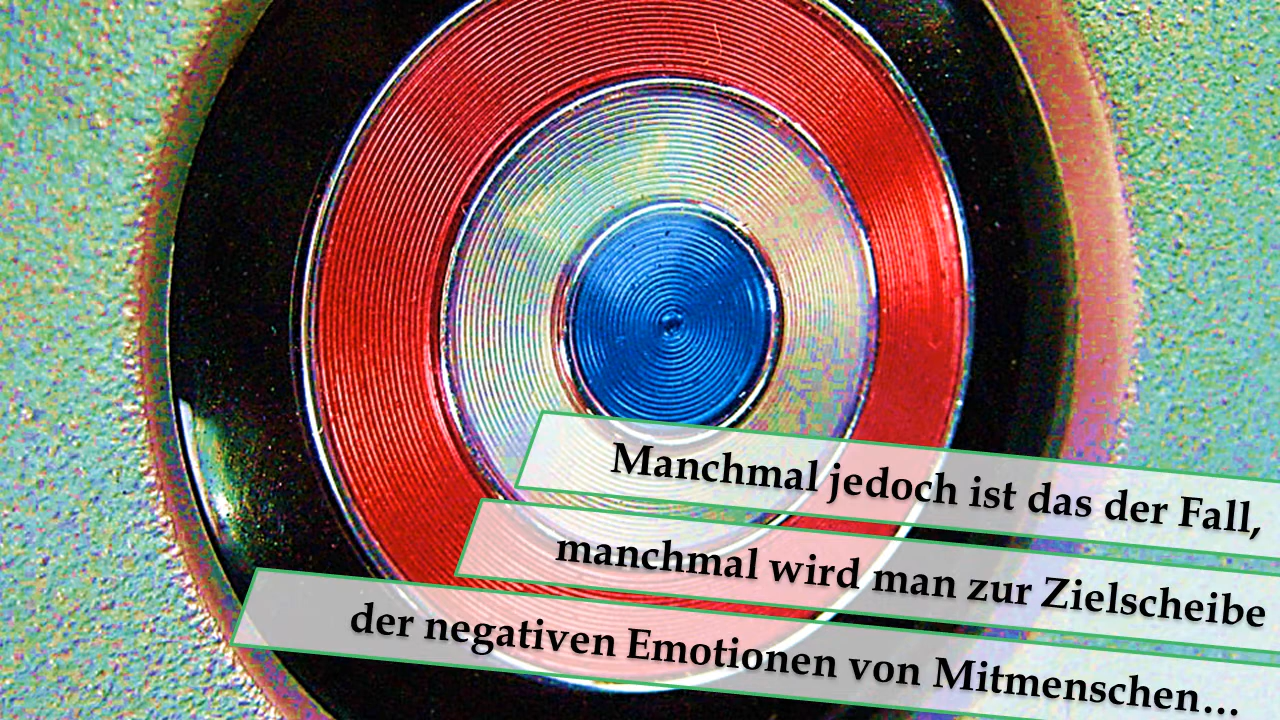 Manchmal jedoch ist das der Fall,
manchmal wird man zur Zielscheibe
der negativen Emotionen von Mitmenschen…